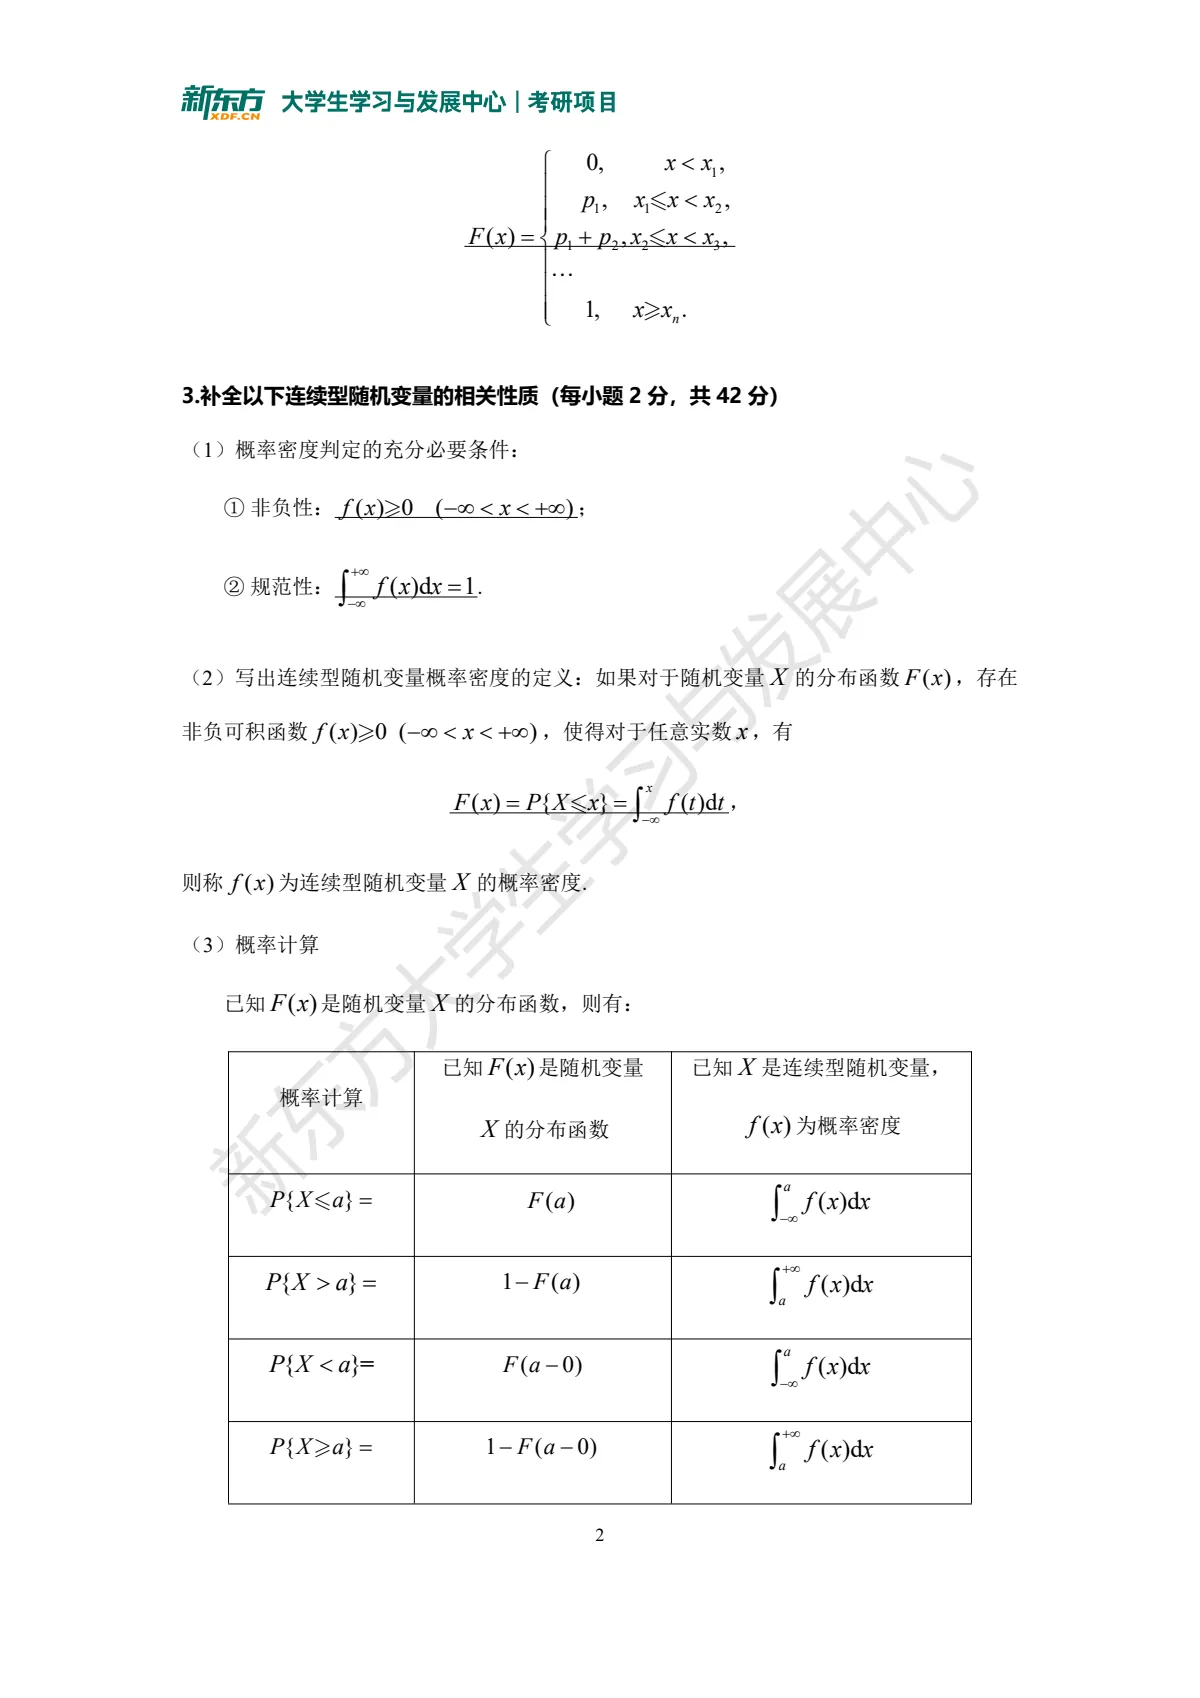 新东方 XDF.CN 大学生学习与发展中心 | 考研项目
F(x) = { 0, x < x₁,
p₁, x₁⩽x < x₂,
p₁ + p₂, x₂⩽x < x₃,
…
1, x⩾xₙ.
3.补全以下连续型随机变量的相关性质（每小题 2 分，共 42 分）
（1）概率密度判定的充分必要条件：
① 非负性： f(x)⩾0 (−∞ < x < +∞)；
② 规范性： ∫_{−∞}^{+∞} f(x)dx = 1.
（2）写出连续型随机变量概率密度的定义：如果对于随机变量 X 的分布函数 F(x)，存在
非负可积函数 f(x)⩾0 (−∞ < x < +∞)，使得对于任意实数 x，有
F(x) = P{X⩽x} = ∫_{−∞}^{x} f(t)dt，
则称 f(x) 为连续型随机变量 X 的概率密度.
（3）概率计算
已知 F(x) 是随机变量 X 的分布函数，则有：
概率计算
已知 F(x) 是随机变量
X 的分布函数
已知 X 是连续型随机变量，
f(x) 为概率密度
P{X⩽a} = F(a) ∫_{−∞}^{a} f(x)dx
P{X > a} = 1− F(a) ∫_{a}^{+∞} f(x)dx
P{X < a}= F(a − 0) ∫_{−∞}^{a} f(x)dx
P{X⩾a} = 1− F(a − 0) ∫_{a}^{+∞} f(x)dx
2
新东方大学生学习与发展中心